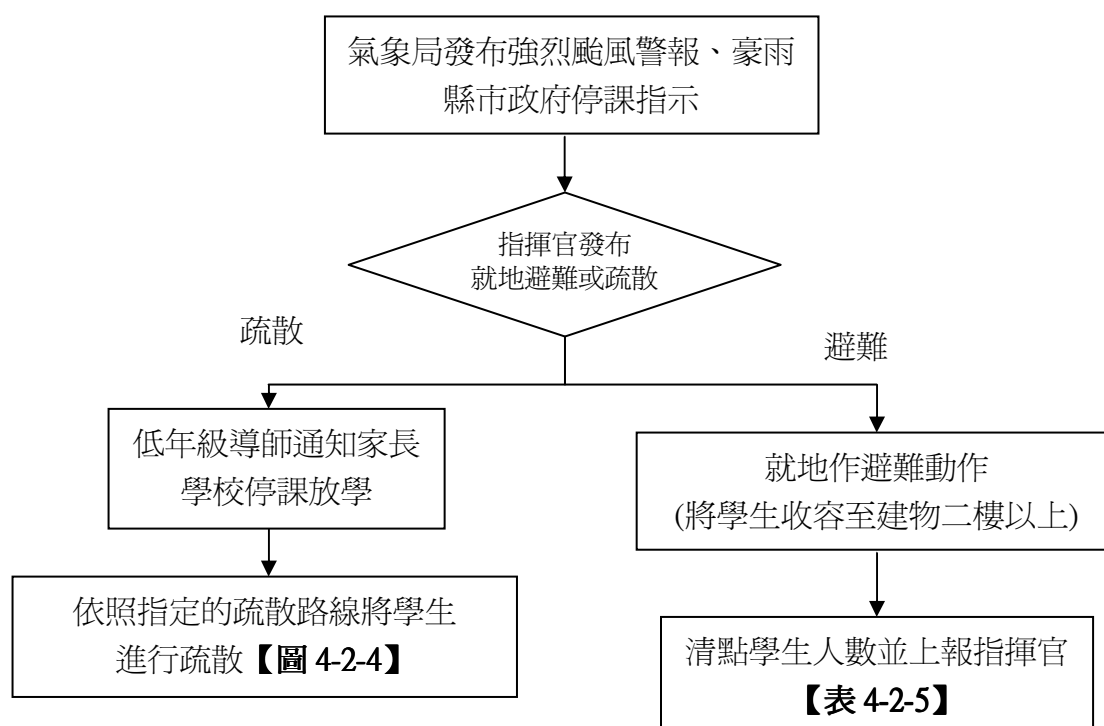 氣象局發布強烈颱風警報、豪雨
縣市政府停課指示
指揮官發布
就地避難或疏散
疏散
避難
低年級導師通知家長
學校停課放學
就地作避難動作
(將學生收容至建物二樓以上)
依照指定的疏散路線將學生
進行疏散【圖 4-2-4】
清點學生人數並上報指揮官
【表 4-2-5】